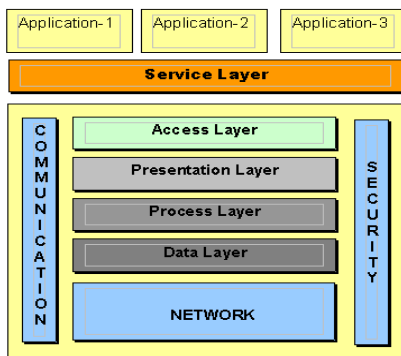 Application-1 Application-2 Application-3
Service Layer
COMMUNICATION
Access Layer
Presentation Layer
Process Layer
Data Layer
NETWORK
SECURITY